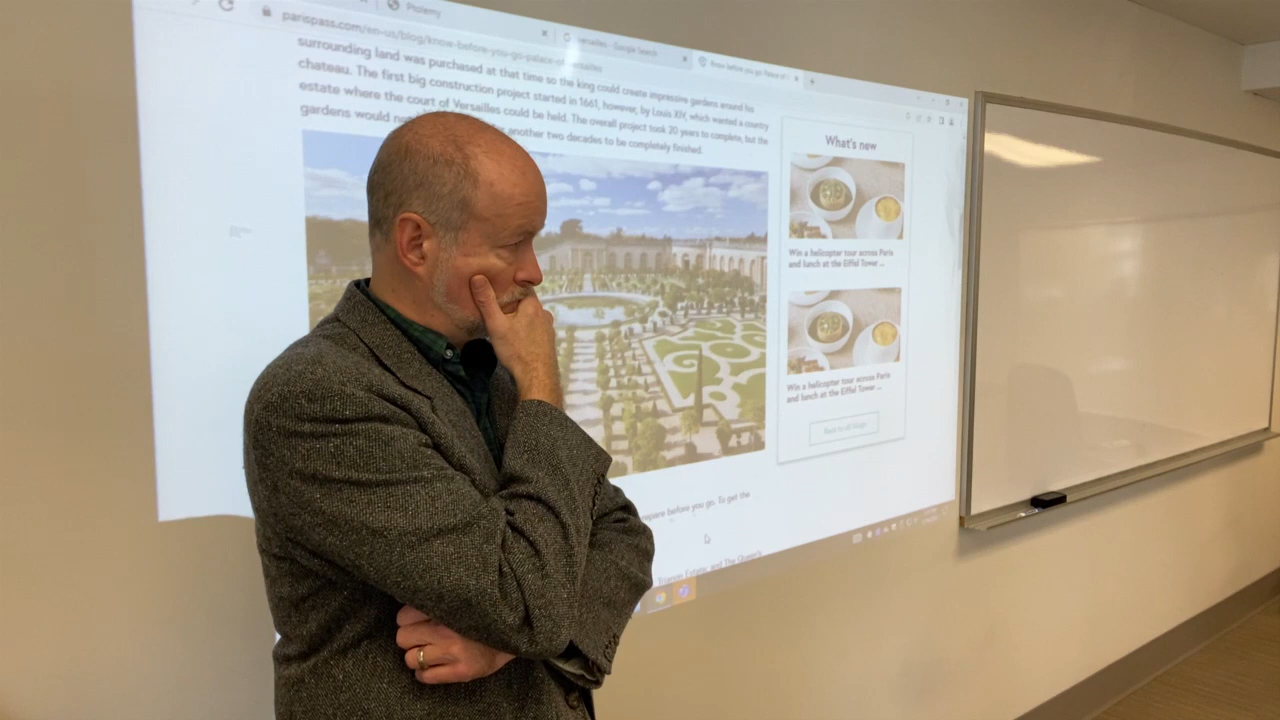 Ptolemy
parispass.com/en-us/blog/know-before-you-go-palace-of-versailles
versailles - Google Search
Know before you go: Palace of
surrounding land was purchased at that time so the king could create impressive gardens around his
chateau. The first big construction project started in 1661, however, by Louis XIV, which wanted a country
estate where the court of Versailles could be held. The overall project took 20 years to complete, but the
gardens would another two decades to be completely finished.
What's new
Win a helicopter tour across Paris
and lunch at the Eiffel Tower ...
Win a helicopter tour across Paris
and lunch at the Eiffel Tower ...
Back to all blogs
before you go. To get the
Trianon Estate, and The Queen's